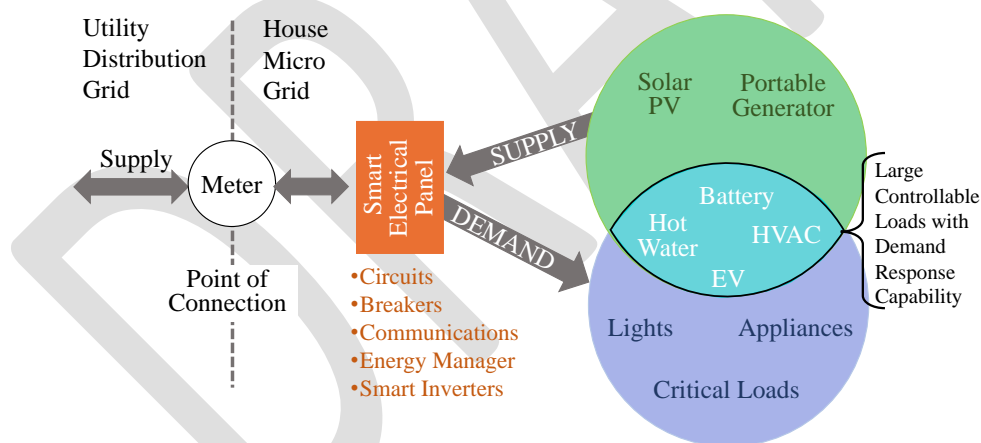 Utility
Distribution
Grid
House
Micro
Grid
Supply
Meter
Point of
Connection
Smart
Electrical
Panel
•Circuits
•Breakers
•Communications
•Energy Manager
•Smart Inverters
SUPPLY
DEMAND
Solar
PV
Portable
Generator
Battery
Hot
Water
HVAC
EV
Lights
Appliances
Critical Loads
Large
Controllable
Loads with
Demand
Response
Capability